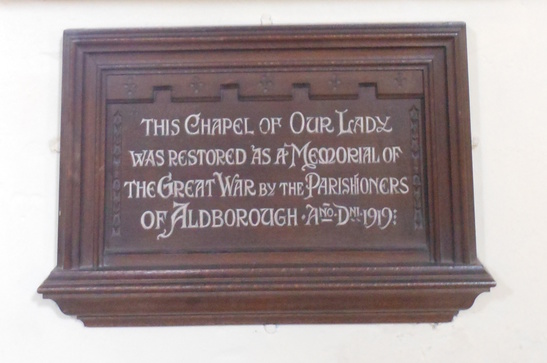 THIS CHAPEL OF OUR LADY
WAS RESTORED AS A MEMORIAL OF
THE GREAT WAR BY THE PARISHIONERS
OF ALDBOROUGH · AÑO · DNI. 1919: